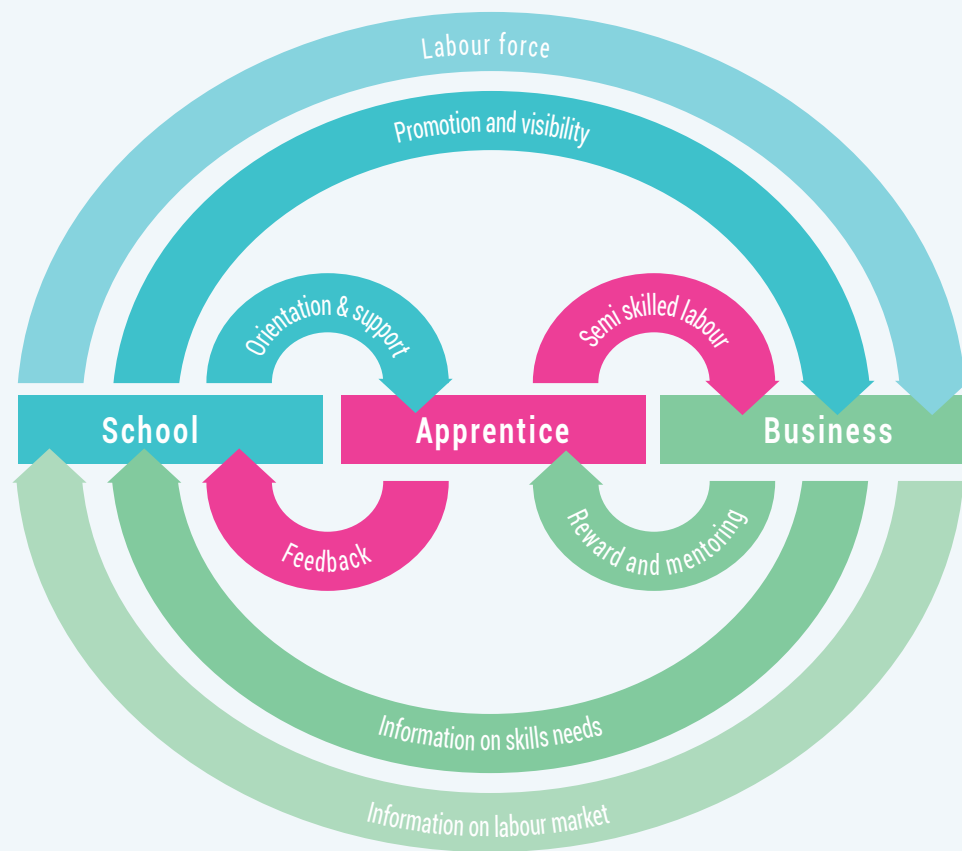 Labour force
Promotion and visibility
Orientation & support
Semi skilled labour
School
Apprentice
Business
Feedback
Reward and mentoring
Information on skills needs
Information on labour market